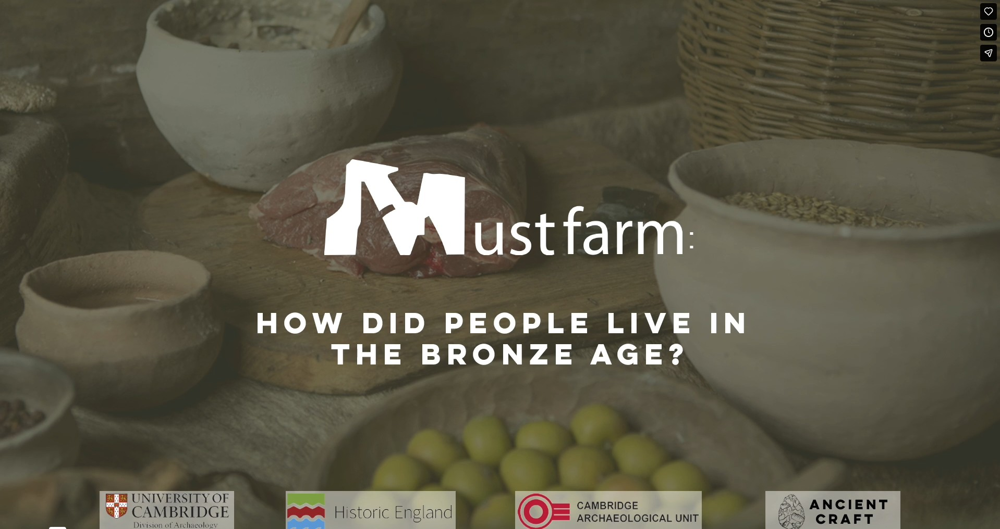 Must farm:
HOW DID PEOPLE LIVE IN
THE BRONZE AGE?
UNIVERSITY OF
CAMBRIDGE
Division of Archaeology
Historic England
CAMBRIDGE
ARCHAEOLOGICAL UNIT
ANCIENT
CRAFT